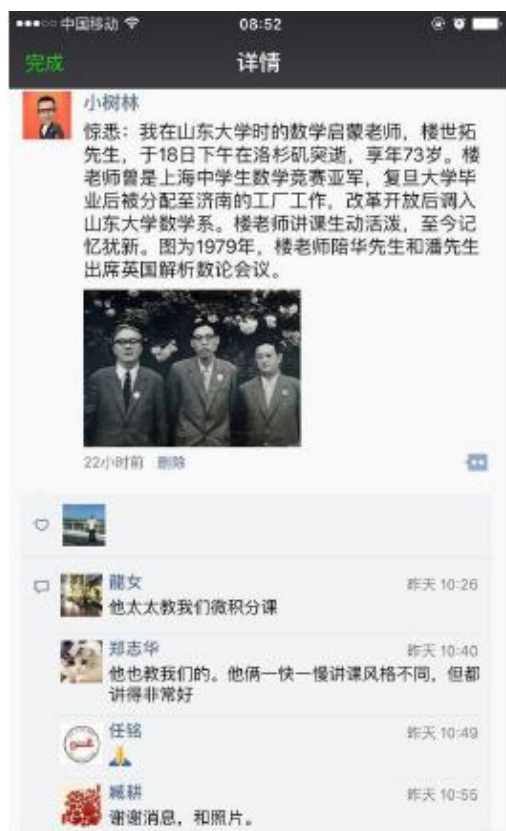 中国移动
08:52
完成
详情
小树林
惊悉：我在山东大学时的数学启蒙老师，楼世拓
先生，于18日下午在洛杉矶突逝，享年73岁。楼
老师曾是上海中学生数学竞赛亚军，复旦大学毕
业后被分配至济南的工厂工作，改革开放后调入
山东大学数学系。楼老师讲课生动活泼，至今记
忆犹新。图为1979年，楼老师陪华先生和潘先生
出席英国解析数论会议。
22小时前 删除
龍女
昨天 10:26
他太太教我们微积分课
郑志华
昨天 10:40
他也教我们的。他俩一快一慢讲课风格不同，但都
讲得非常好
任铭
昨天 10:49
臧耕
昨天 10:56
谢谢消息，和照片。